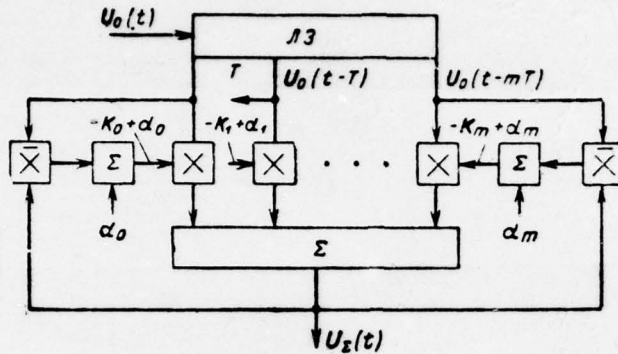 U₀(t)
ЛЗ
T
U₀(t-T)
U₀(t-mT)
-K₀+α₀
-K₁+α₁
-Kₘ+αₘ
×̅
Σ
×
×
. . .
×
Σ
×̅
α₀
αₘ
Σ
U_Σ(t)